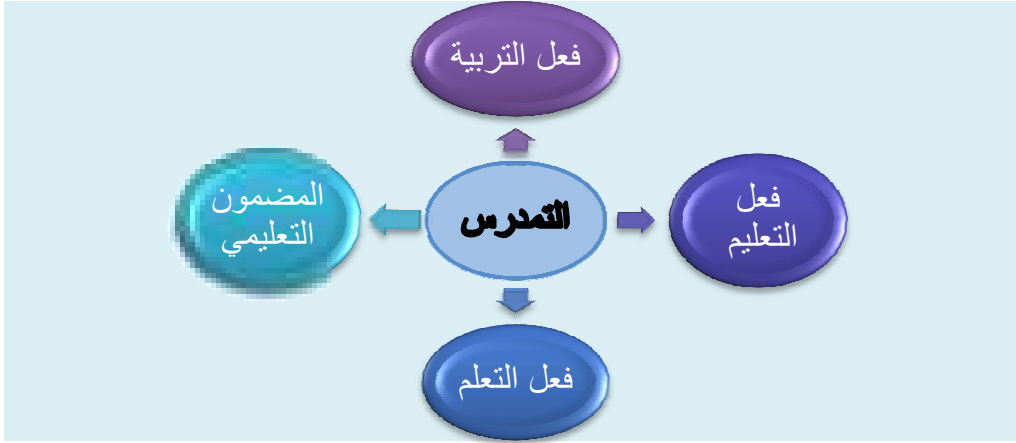 فعل التربية
فعل
التعليم
التمدرس
المضمون
التعليمي
فعل التعلم